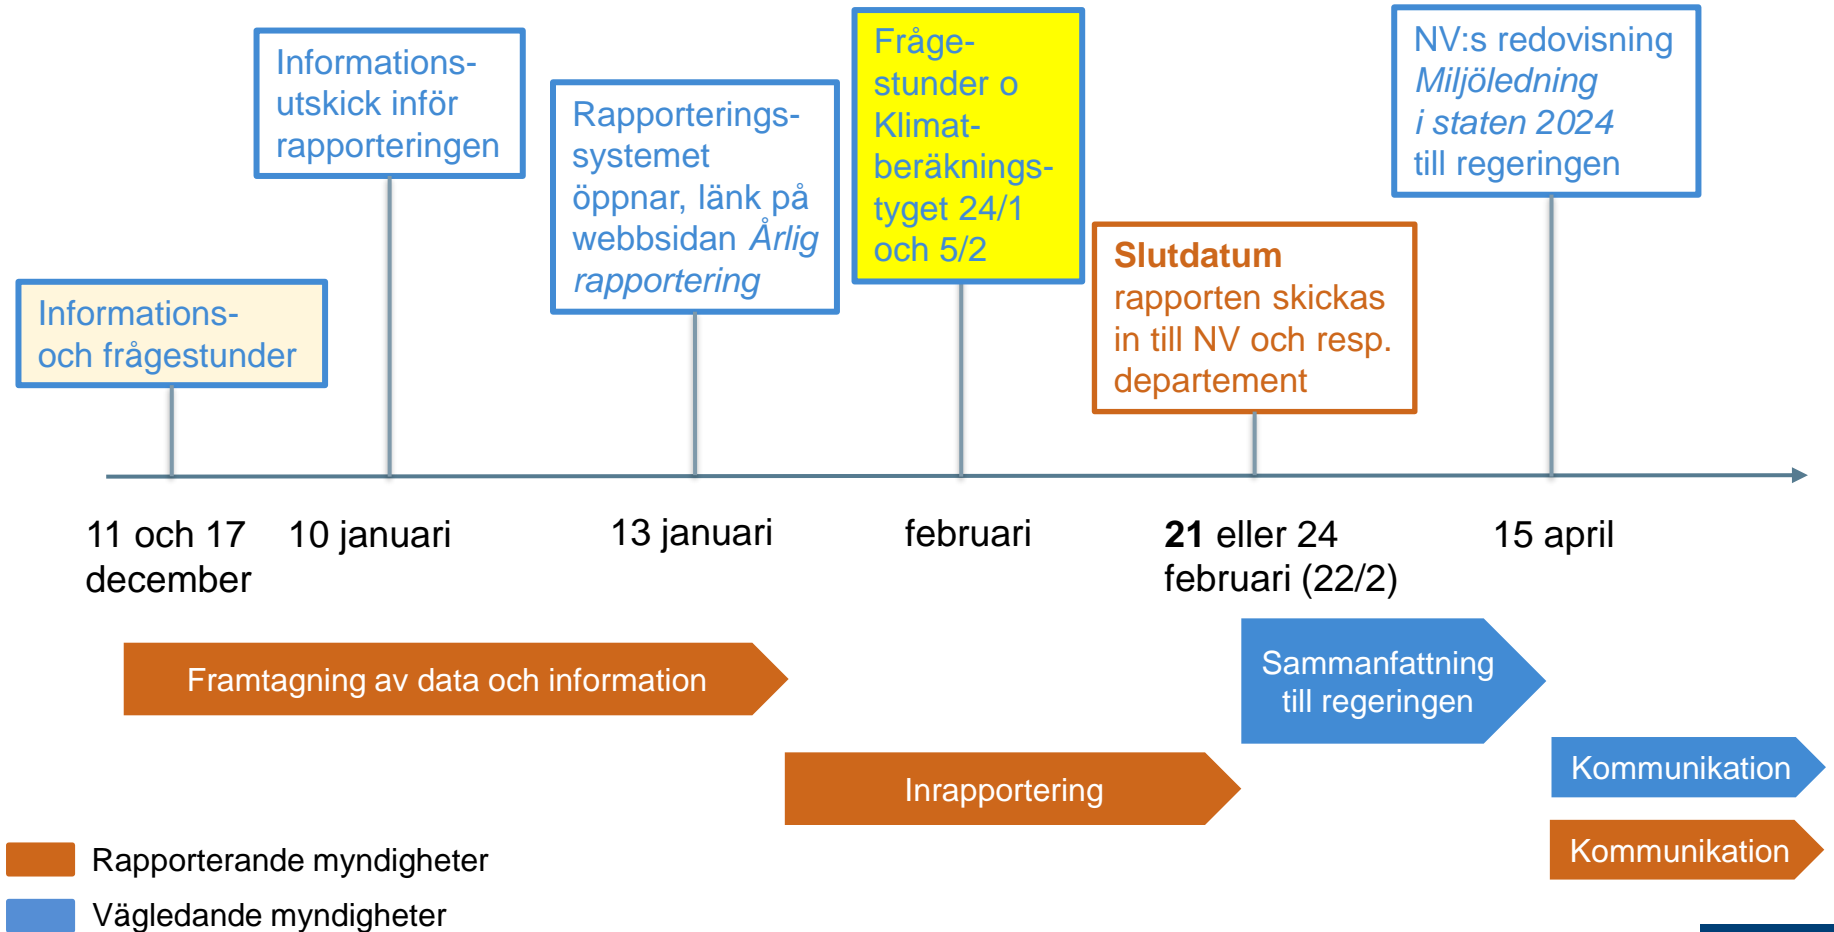 Informations-
och frågestunder
Informations-
utskick inför
rapporteringen
Rapporterings-
systemet
öppnar, länk på
webbsidan Årlig
rapportering
Fråge-
stunder o
Klimat-
beräknings-
tyget 24/1
och 5/2
Slutdatum
rapporten skickas
in till NV och resp.
departement
NV:s redovisning
Miljöledning
i staten 2024
till regeringen
11 och 17
december
10 januari
13 januari
februari
21 eller 24
februari (22/2)
15 april
Framtagning av data och information
Sammanfattning
till regeringen
Inrapportering
Kommunikation
Kommunikation
Rapporterande myndigheter
Vägledande myndigheter